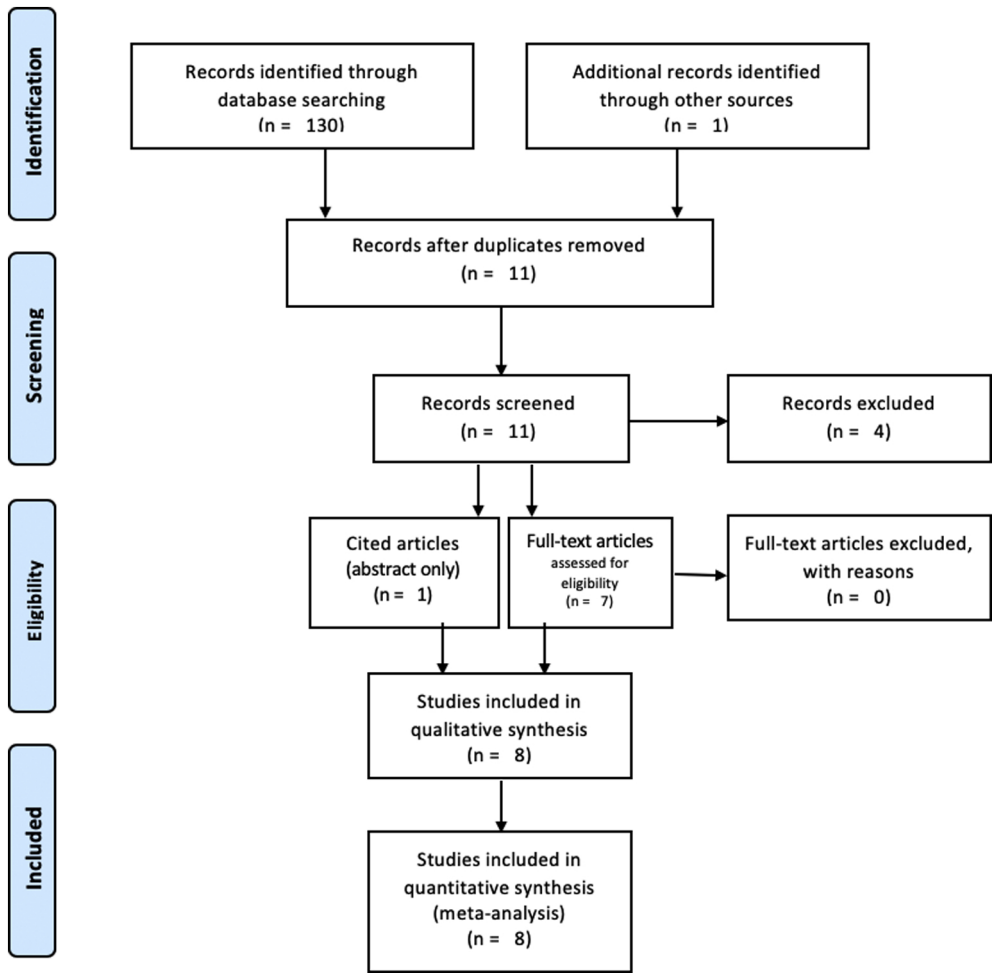 Identification
Records identified through
database searching
(n = 130)
Additional records identified
through other sources
(n = 1)
Records after duplicates removed
(n = 11)
Screening
Records screened
(n = 11)
Records excluded
(n = 4)
Eligibility
Cited articles
(abstract only)
(n = 1)
Full-text articles
assessed for
eligibility
(n = 7)
Full-text articles excluded,
with reasons
(n = 0)
Studies included in
qualitative synthesis
(n = 8)
Included
Studies included in
quantitative synthesis
(meta-analysis)
(n = 8)